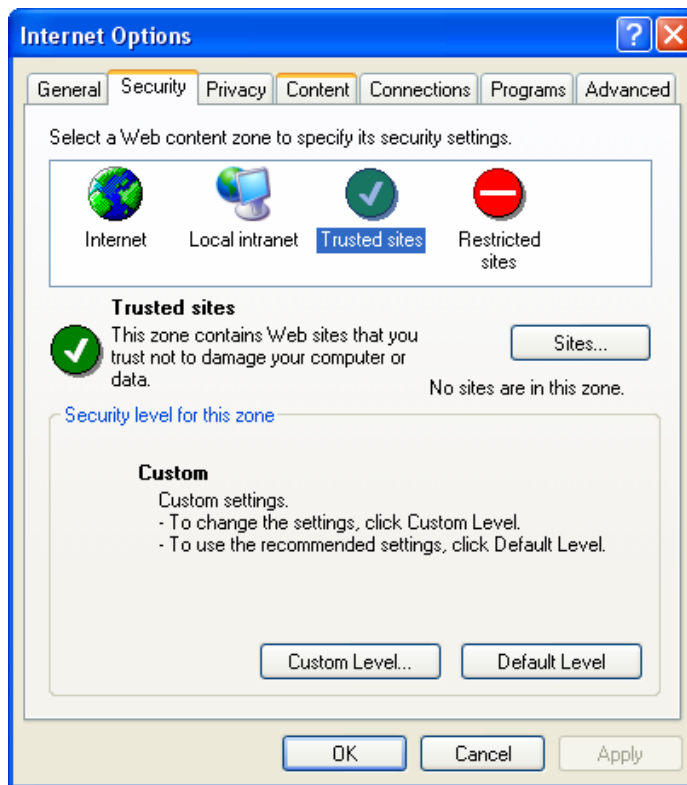 Internet Options
General Security Privacy Content Connections Programs Advanced
Select a Web content zone to specify its security settings.
Internet Local intranet Trusted sites Restricted
sites
Trusted sites
This zone contains Web sites that you
trust not to damage your computer or
data.
Sites...
No sites are in this zone.
Security level for this zone
Custom
Custom settings.
- To change the settings, click Custom Level.
- To use the recommended settings, click Default Level.
Custom Level... Default Level
OK Cancel Apply